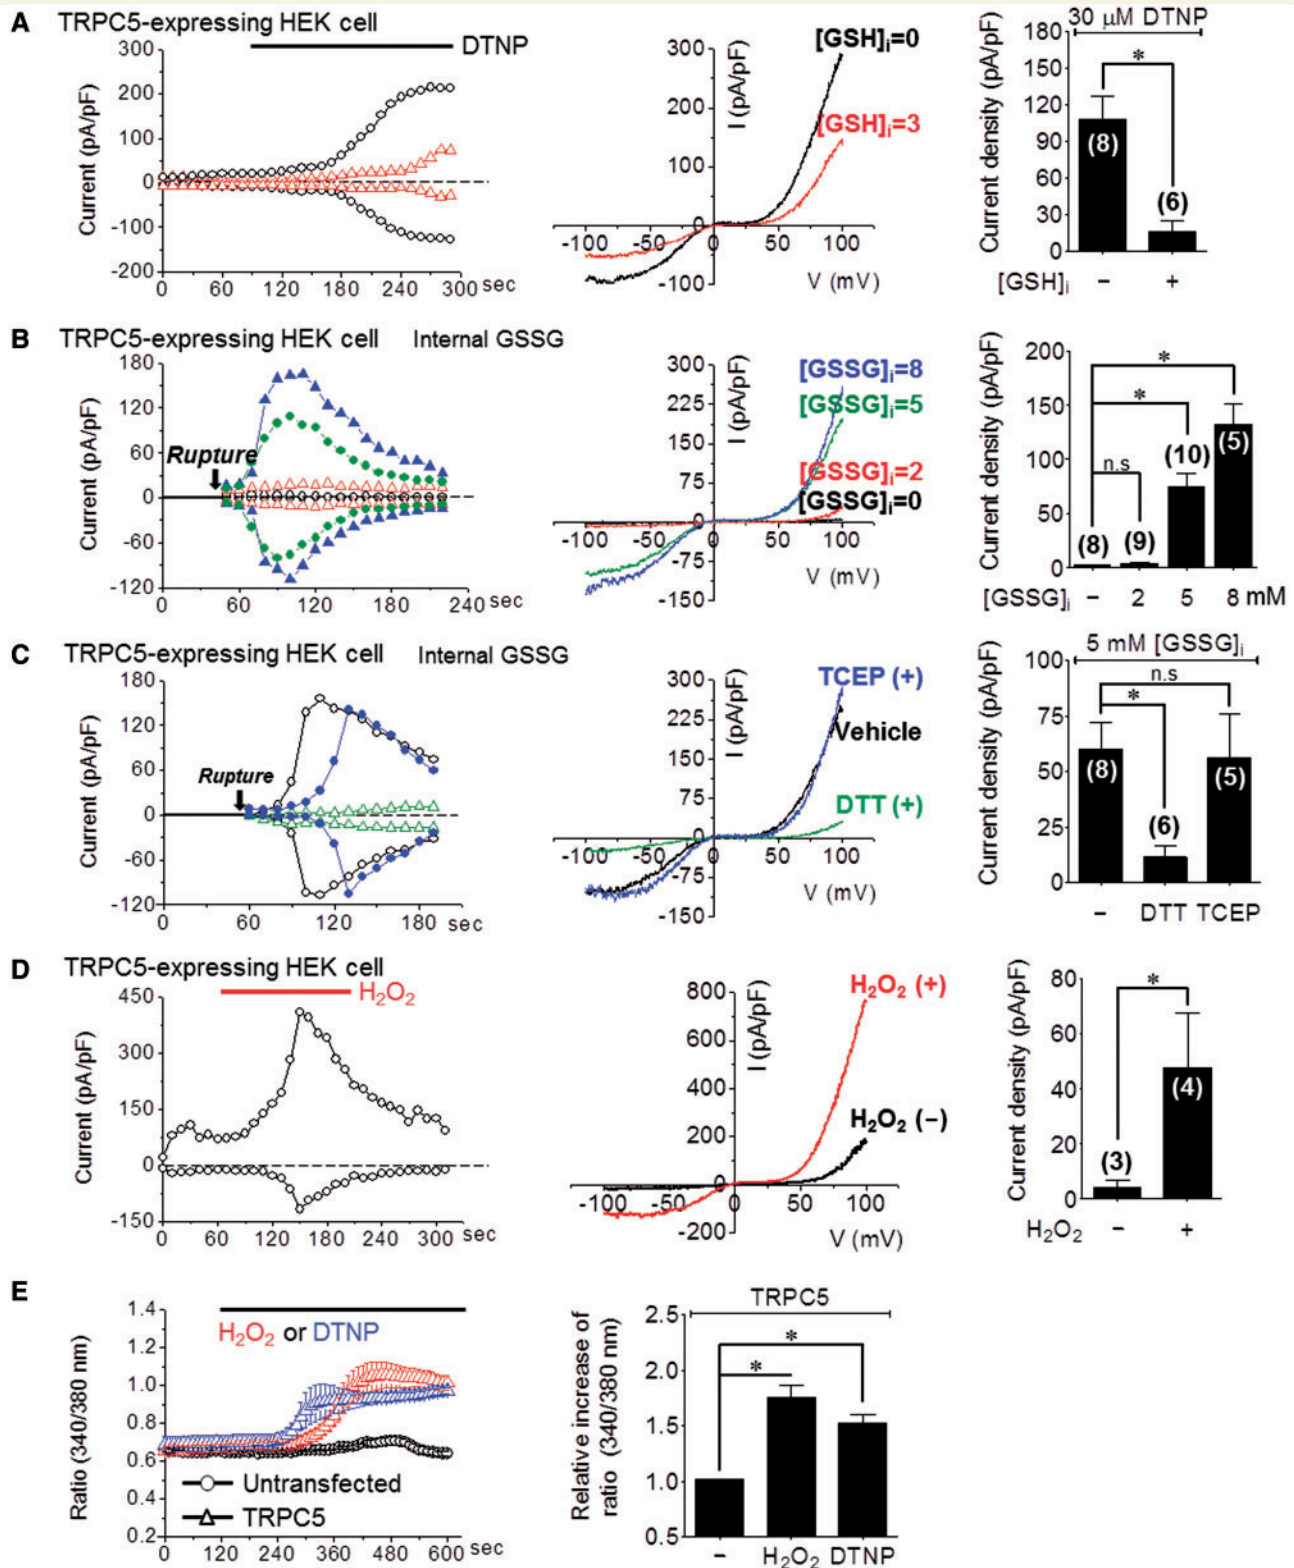 A TRPC5-expressing HEK cell
DTNP
Current (pA/pF)
300
200
100
0
-100
-200
0 60 120 180 240 300 sec
I (pA/pF)
300
200
100
0
-100
-100 -50 0 50 100
V (mV)
[GSH]i=0
[GSH]i=3
30 µM DTNP
Current density (pA/pF)
180
150
120
90
60
30
0
*
(8)
(6)
[GSH]i − +
B TRPC5-expressing HEK cell Internal GSSG
Current (pA/pF)
180
120
60
0
-60
-120
Rupture
0 60 120 180 240 sec
I (pA/pF)
300
225
150
75
0
-75
-150
-100 -50 0 50 100
V (mV)
[GSSG]i=8
[GSSG]i=5
[GSSG]i=2
[GSSG]i=0
Current density (pA/pF)
200
150
100
50
0
*
*
n.s
(8)
(9)
(10)
(5)
[GSSG]i − 2 5 8 mM
C TRPC5-expressing HEK cell Internal GSSG
Current (pA/pF)
180
120
60
0
-60
-120
Rupture
0 60 120 180 sec
I (pA/pF)
300
225
150
75
0
-75
-150
-100 -50 0 50 100
V (mV)
TCEP (+)
Vehicle
DTT (+)
5 mM [GSSG]i
Current density (pA/pF)
100
75
50
25
0
n.s
*
(8)
(6)
(5)
− DTT TCEP
D TRPC5-expressing HEK cell
H2O2
Current (pA/pF)
450
300
150
0
-150
0 60 120 180 240 300 sec
I (pA/pF)
800
600
400
200
0
-200
-100 -50 0 50 100
V (mV)
H2O2 (+)
H2O2 (−)
Current density (pA/pF)
80
60
40
20
0
*
(3)
(4)
H2O2 − +
E
Ratio (340/380 nm)
1.4
1.2
1.0
0.8
0.6
0.4
0.2
H2O2 or DTNP
Untransfected
TRPC5
0 120 240 360 480 600 sec
TRPC5
Relative increase of
ratio (340/380 nm)
2.5
2.0
1.5
1.0
0.5
*
*
− H2O2 DTNP